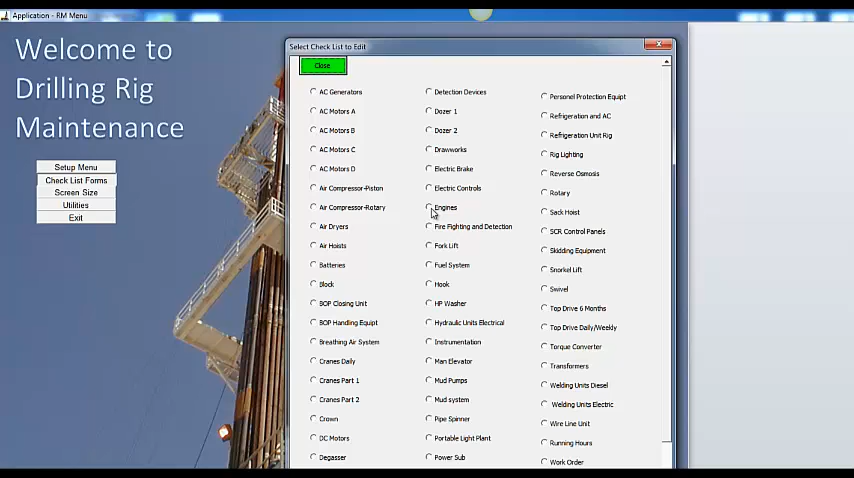 Application - RM Menu
Welcome to
Drilling Rig
Maintenance
Setup Menu
Check List Forms
Screen Size
Utilities
Exit
Select Check List to Edit
Close
AC Generators
AC Motors A
AC Motors B
AC Motors C
AC Motors D
Air Compressor-Piston
Air Compressor-Rotary
Air Dryers
Air Hoists
Batteries
Block
BOP Closing Unit
BOP Handing Equipt
Breathing Air System
Cranes Daily
Cranes Part 1
Cranes Part 2
Crown
DC Motors
Degasser
Detection Devices
Dozer 1
Dozer 2
Drawworks
Electric Brake
Electric Controls
Engines
Fire Fighting and Detection
Fork Lift
Fuel System
Hook
HP Washer
Hydraulic Units Electrical
Instrumentation
Man Elevator
Mud Pumps
Mud system
Pipe Spinner
Portable Light Plant
Power Sub
Personel Protection Equipt
Refrigeration and AC
Refrigeration Unit Rig
Rig Lighting
Reverse Osmosis
Rotary
Sack Hoist
SCR Control Panels
Skidding Equipment
Snorkel Lift
Swivel
Top Drive 6 Months
Top Drive Daily/Weekly
Torque Converter
Transformers
Welding Units Diesel
Welding Units Electric
Wire Line Unit
Running Hours
Work Order